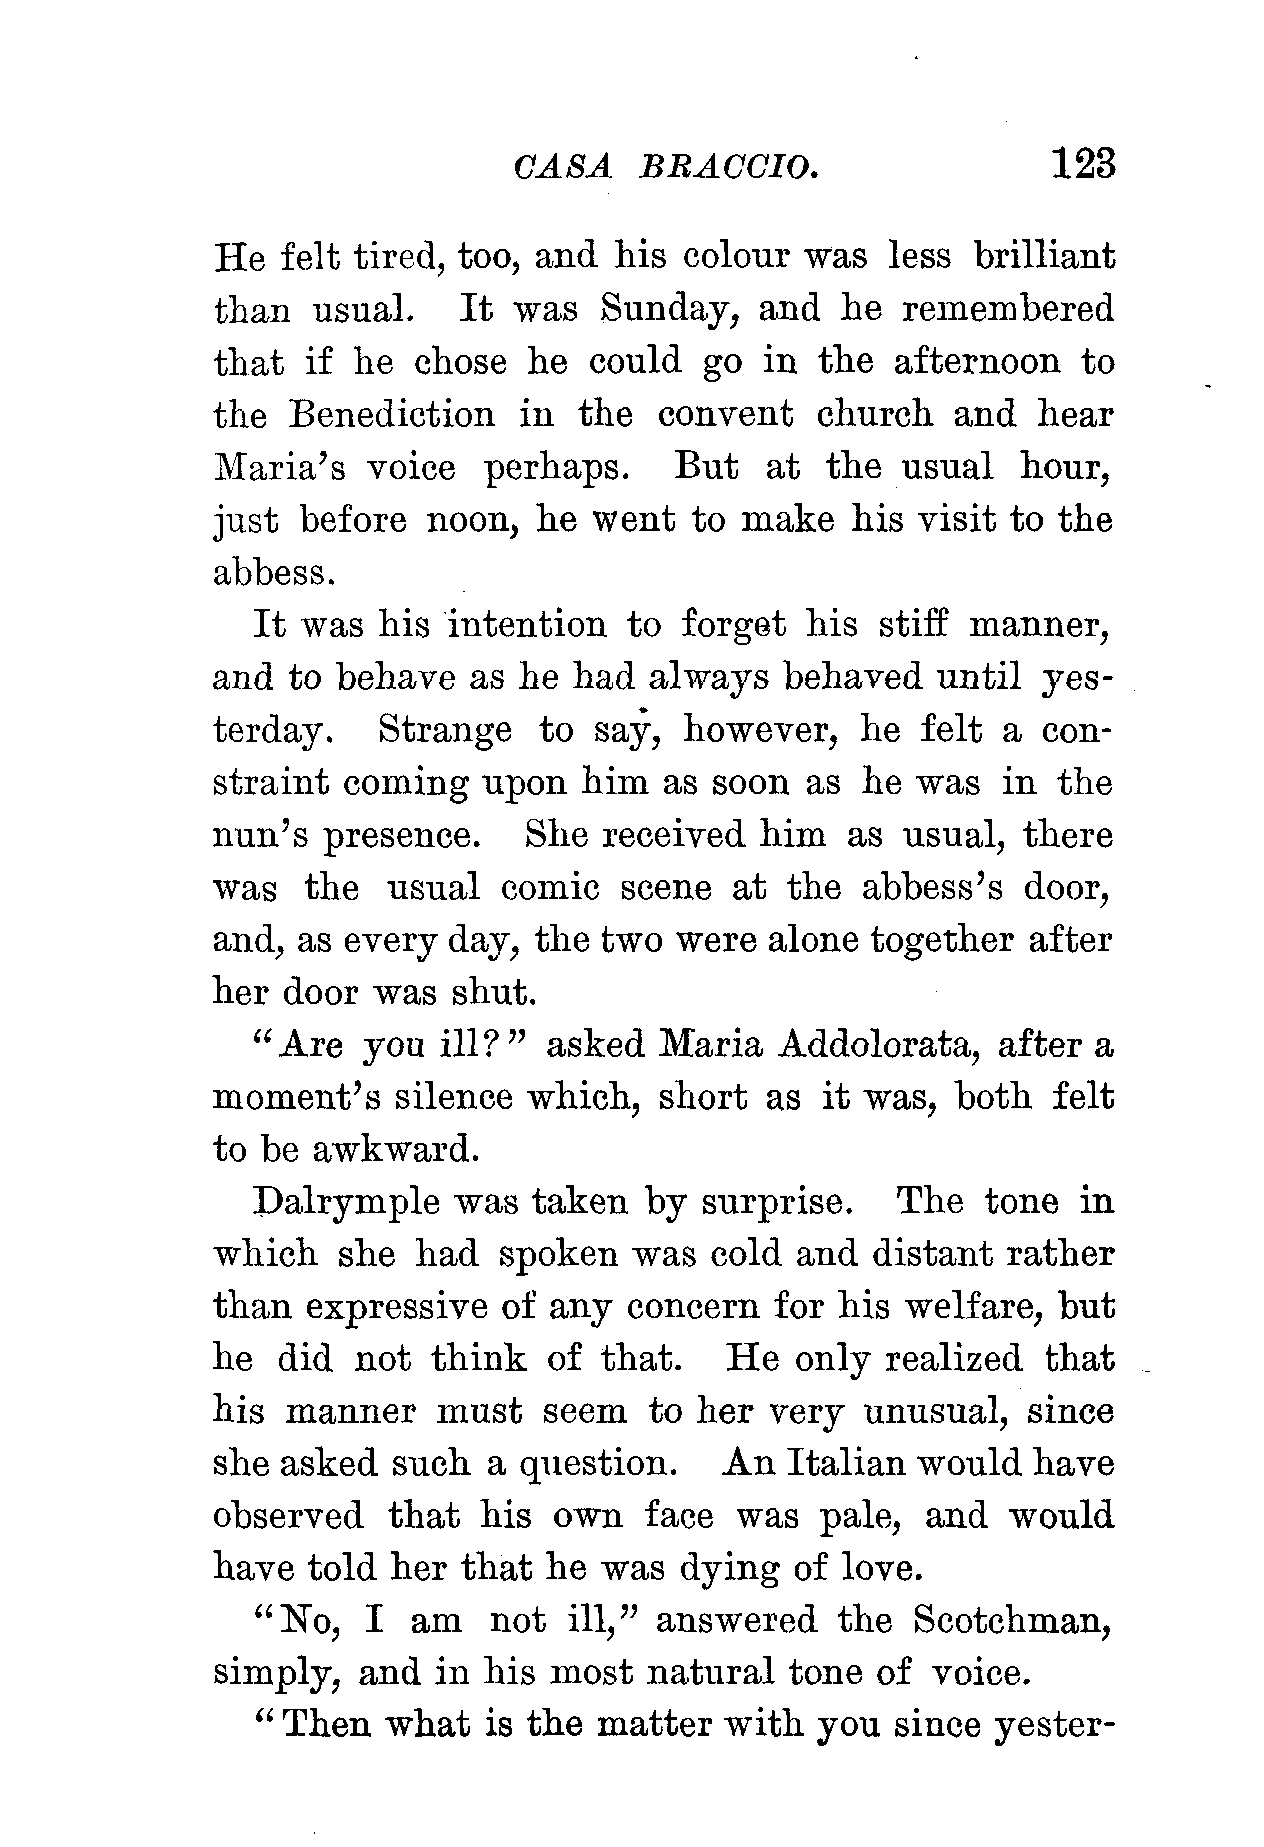 CASA BRACCIO. 123
He felt tired, too, and his colour was less brilliant
than usual. It was Sunday, and he remembered
that if he chose he could go in the afternoon to
the Benediction in the convent church and hear
Maria's voice perhaps. But at the usual hour,
just before noon, he went to make his visit to the
abbess.
It was his intention to forget his stiff manner,
and to behave as he had always behaved until yes-
terday. Strange to say, however, he felt a con-
straint coming upon him as soon as he was in the
nun's presence. She received him as usual, there
was the usual comic scene at the abbess's door,
and, as every day, the two were alone together after
her door was shut.
"Are you ill?" asked Maria Addolorata, after a
moment's silence which, short as it was, both felt
to be awkward.
Dalrymple was taken by surprise. The tone in
which she had spoken was cold and distant rather
than expressive of any concern for his welfare, but
he did not think of that. He only realized that
his manner must seem to her very unusual, since
she asked such a question. An Italian would have
observed that his own face was pale, and would
have told her that he was dying of love.
"No, I am not ill," answered the Scotchman,
simply, and in his most natural tone of voice.
"Then what is the matter with you since yester-